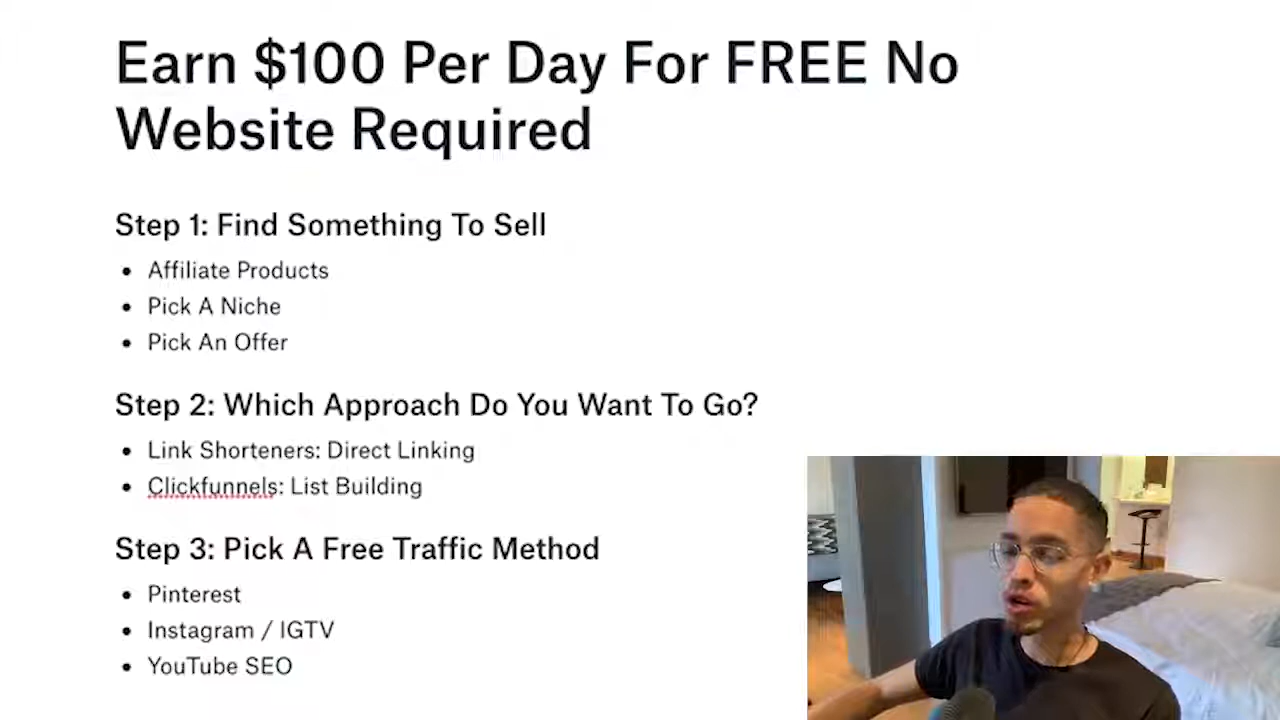 Earn $100 Per Day For FREE No
Website Required
Step 1: Find Something To Sell
• Affiliate Products
• Pick A Niche
• Pick An Offer
Step 2: Which Approach Do You Want To Go?
• Link Shorteners: Direct Linking
• Clickfunnels: List Building
Step 3: Pick A Free Traffic Method
• Pinterest
• Instagram / IGTV
• YouTube SEO